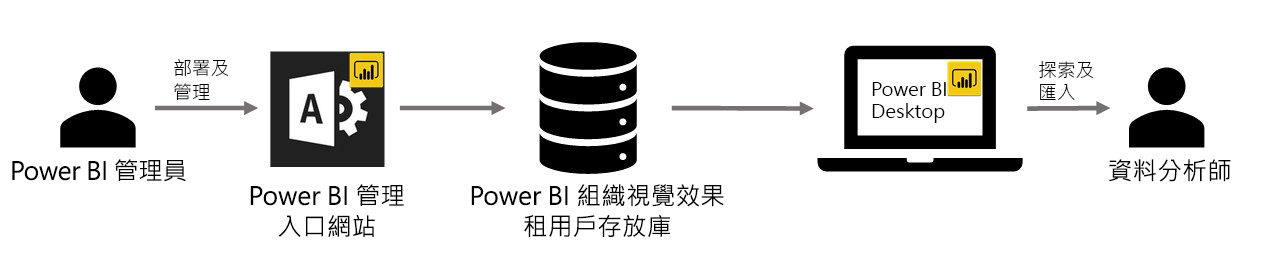 部署及
管理
Power BI 管理員
A
Power BI 管理
入口網站
Power BI 組織視覺效果
租用戶存放庫
Power BI
Desktop
探索及
匯入
資料分析師